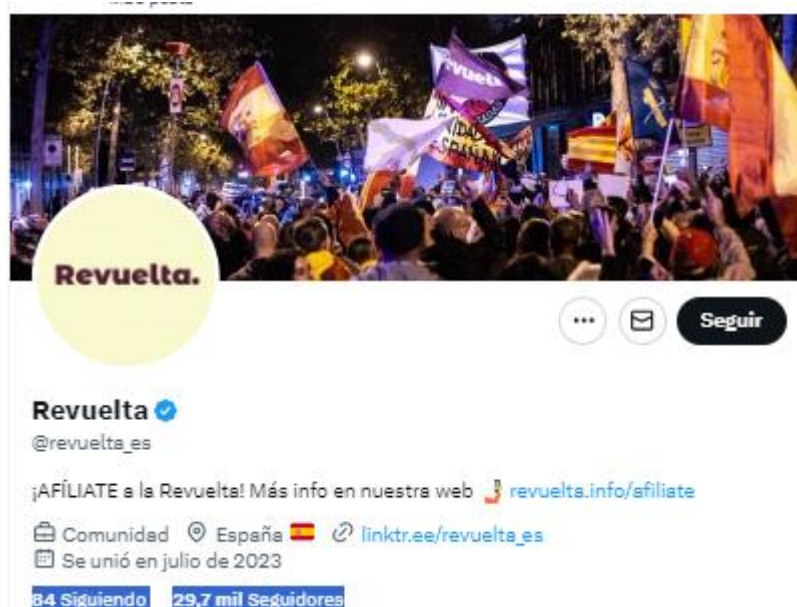 Revuelta
Revuelta.
Seguir
Revuelta
@revuelta_es
¡AFÍLIATE a la Revuelta! Más info en nuestra web revuelta.info/afiliate
Comunidad España linktr.ee/revuelta_es
Se unió en julio de 2023
84 Siguiendo 29,7 mil Seguidores